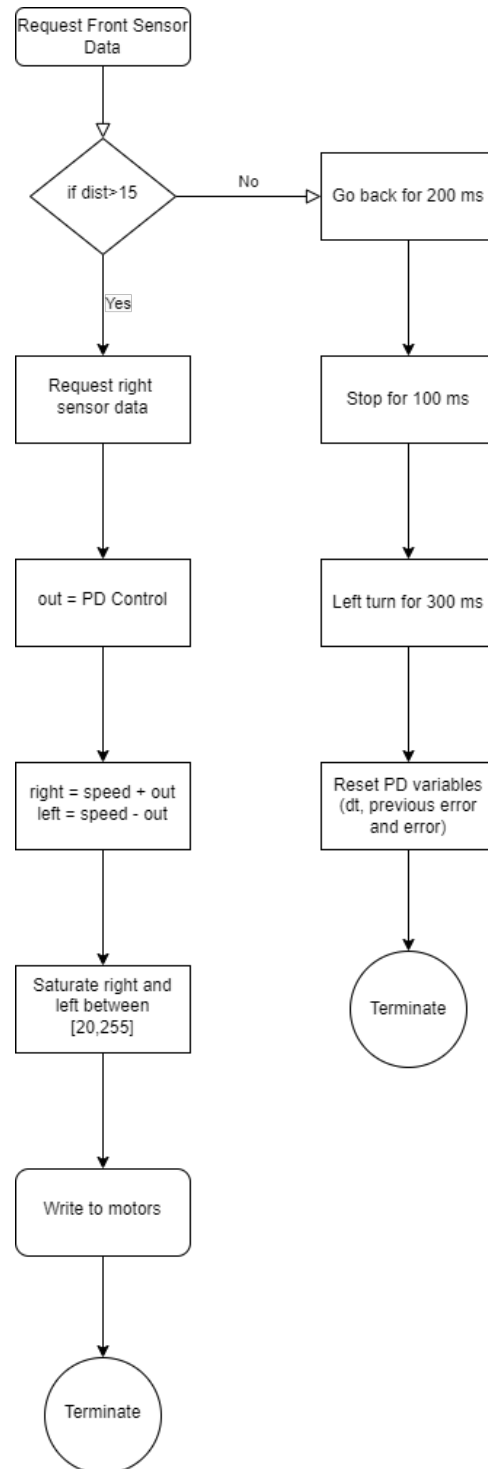 Request Front Sensor
Data
if dist>15
No
Go back for 200 ms
Yes
Request right
sensor data
Stop for 100 ms
out = PD Control
Left turn for 300 ms
right = speed + out
left = speed - out
Reset PD variables
(dt, previous error
and error)
Saturate right and
left between
[20,255]
Terminate
Write to motors
Terminate